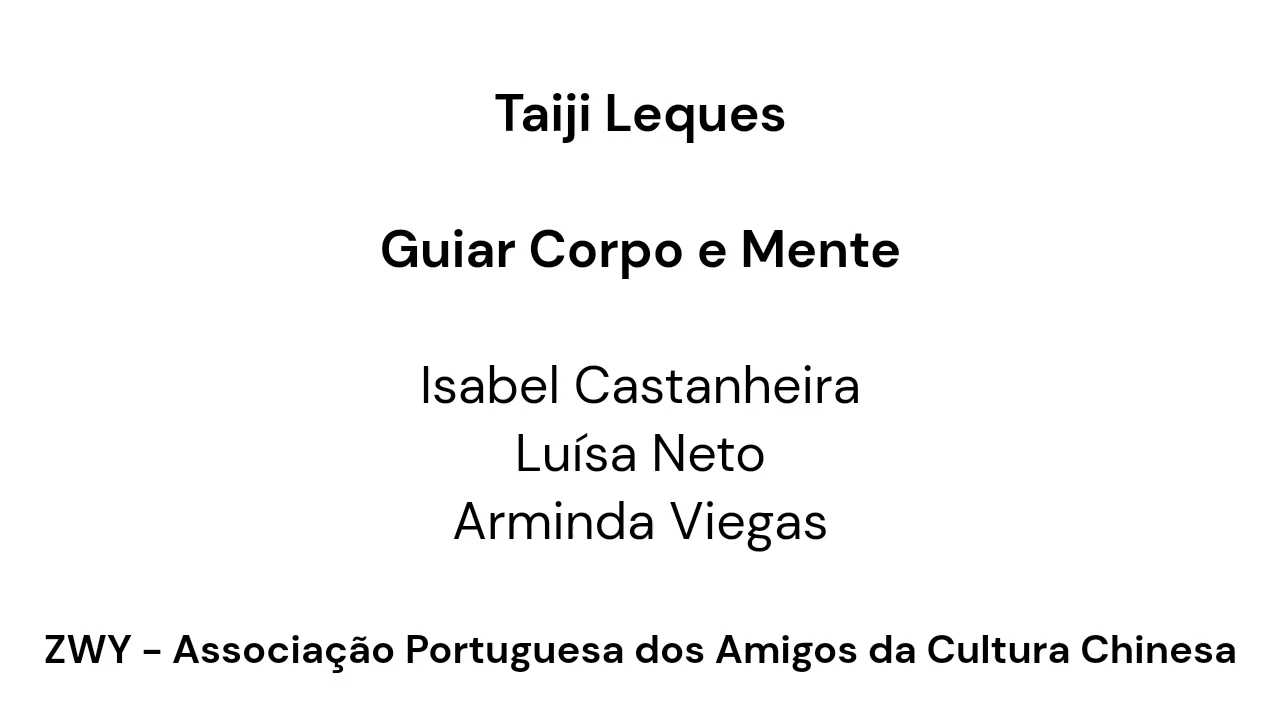 Taiji Leques
Guiar Corpo e Mente
Isabel Castanheira
Luísa Neto
Arminda Viegas
ZWY - Associação Portuguesa dos Amigos da Cultura Chinesa